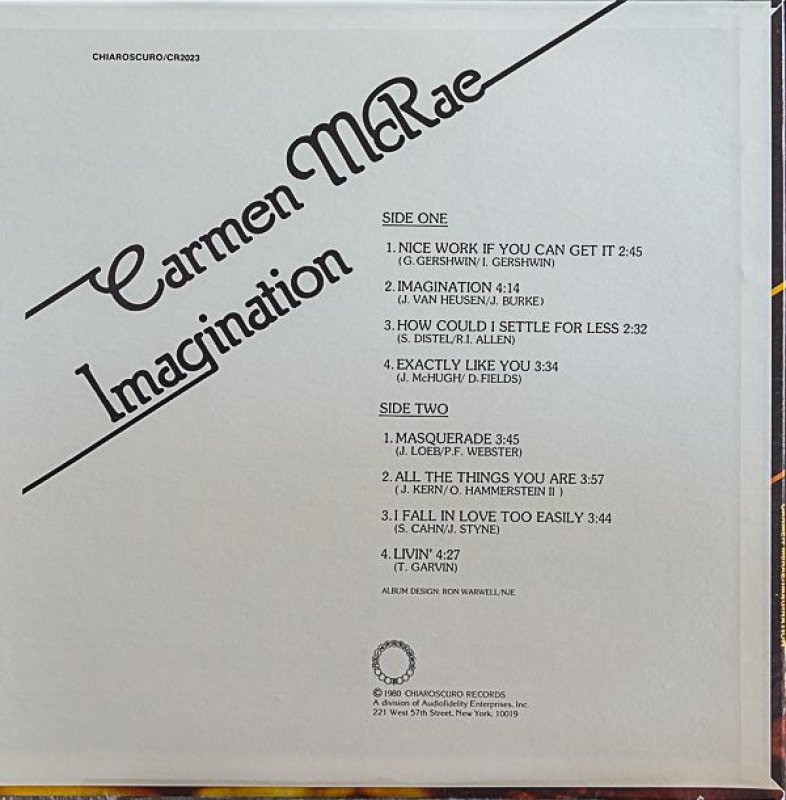 CHIAROSCURO/CR2023
Carmen McRae
Imagination
SIDE ONE
1. NICE WORK IF YOU CAN GET IT 2:45
(G. GERSHWIN/I. GERSHWIN)
2. IMAGINATION 4:14
(J. VAN HEUSEN/J. BURKE)
3. HOW COULD I SETTLE FOR LESS 2:32
(S. DISTEL/R.I. ALLEN)
4. EXACTLY LIKE YOU 3:34
(J. McHUGH/ D. FIELDS)
SIDE TWO
1. MASQUERADE 3:45
(J. LOEB/P.F. WEBSTER)
2. ALL THE THINGS YOU ARE 3:57
( J. KERN/O. HAMMERSTEIN II )
3. I FALL IN LOVE TOO EASILY 3:44
(S. CAHN/J. STYNE)
4. LIVIN' 4:27
(T. GARVIN)
ALBUM DESIGN: RON WARWELL/NJE
© 1980 CHIAROSCURO RECORDS
A division of Audiofidelity Enterprises, Inc.
221 West 57th Street, New York, 10019
CARMEN McRAE/IMAGINATION